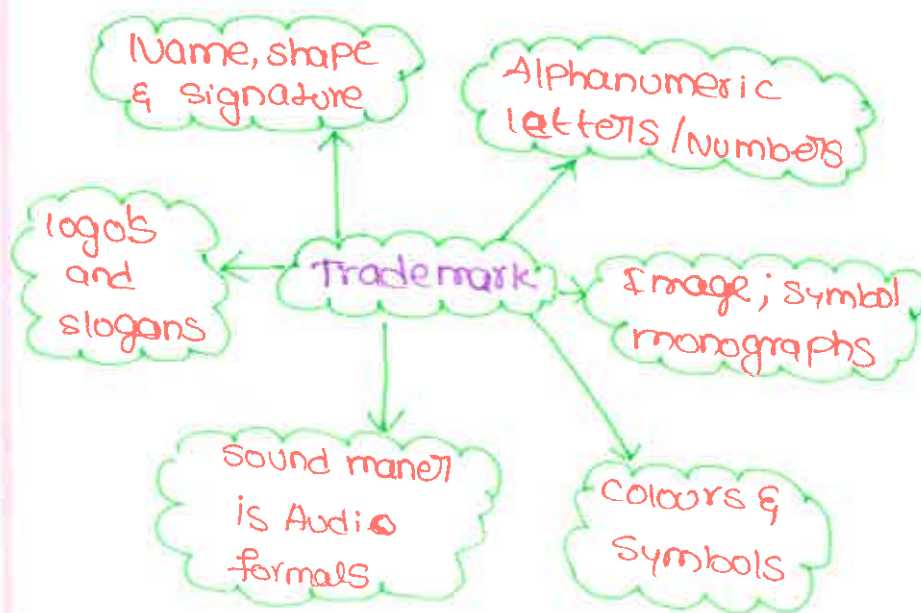 Name, shape
& signature
Alphanumeric
letters / Numbers
logo's
and
slogans
Trademark
Image; symbol
monographs
sound maner
is Audio
formals
Colours &
Symbols